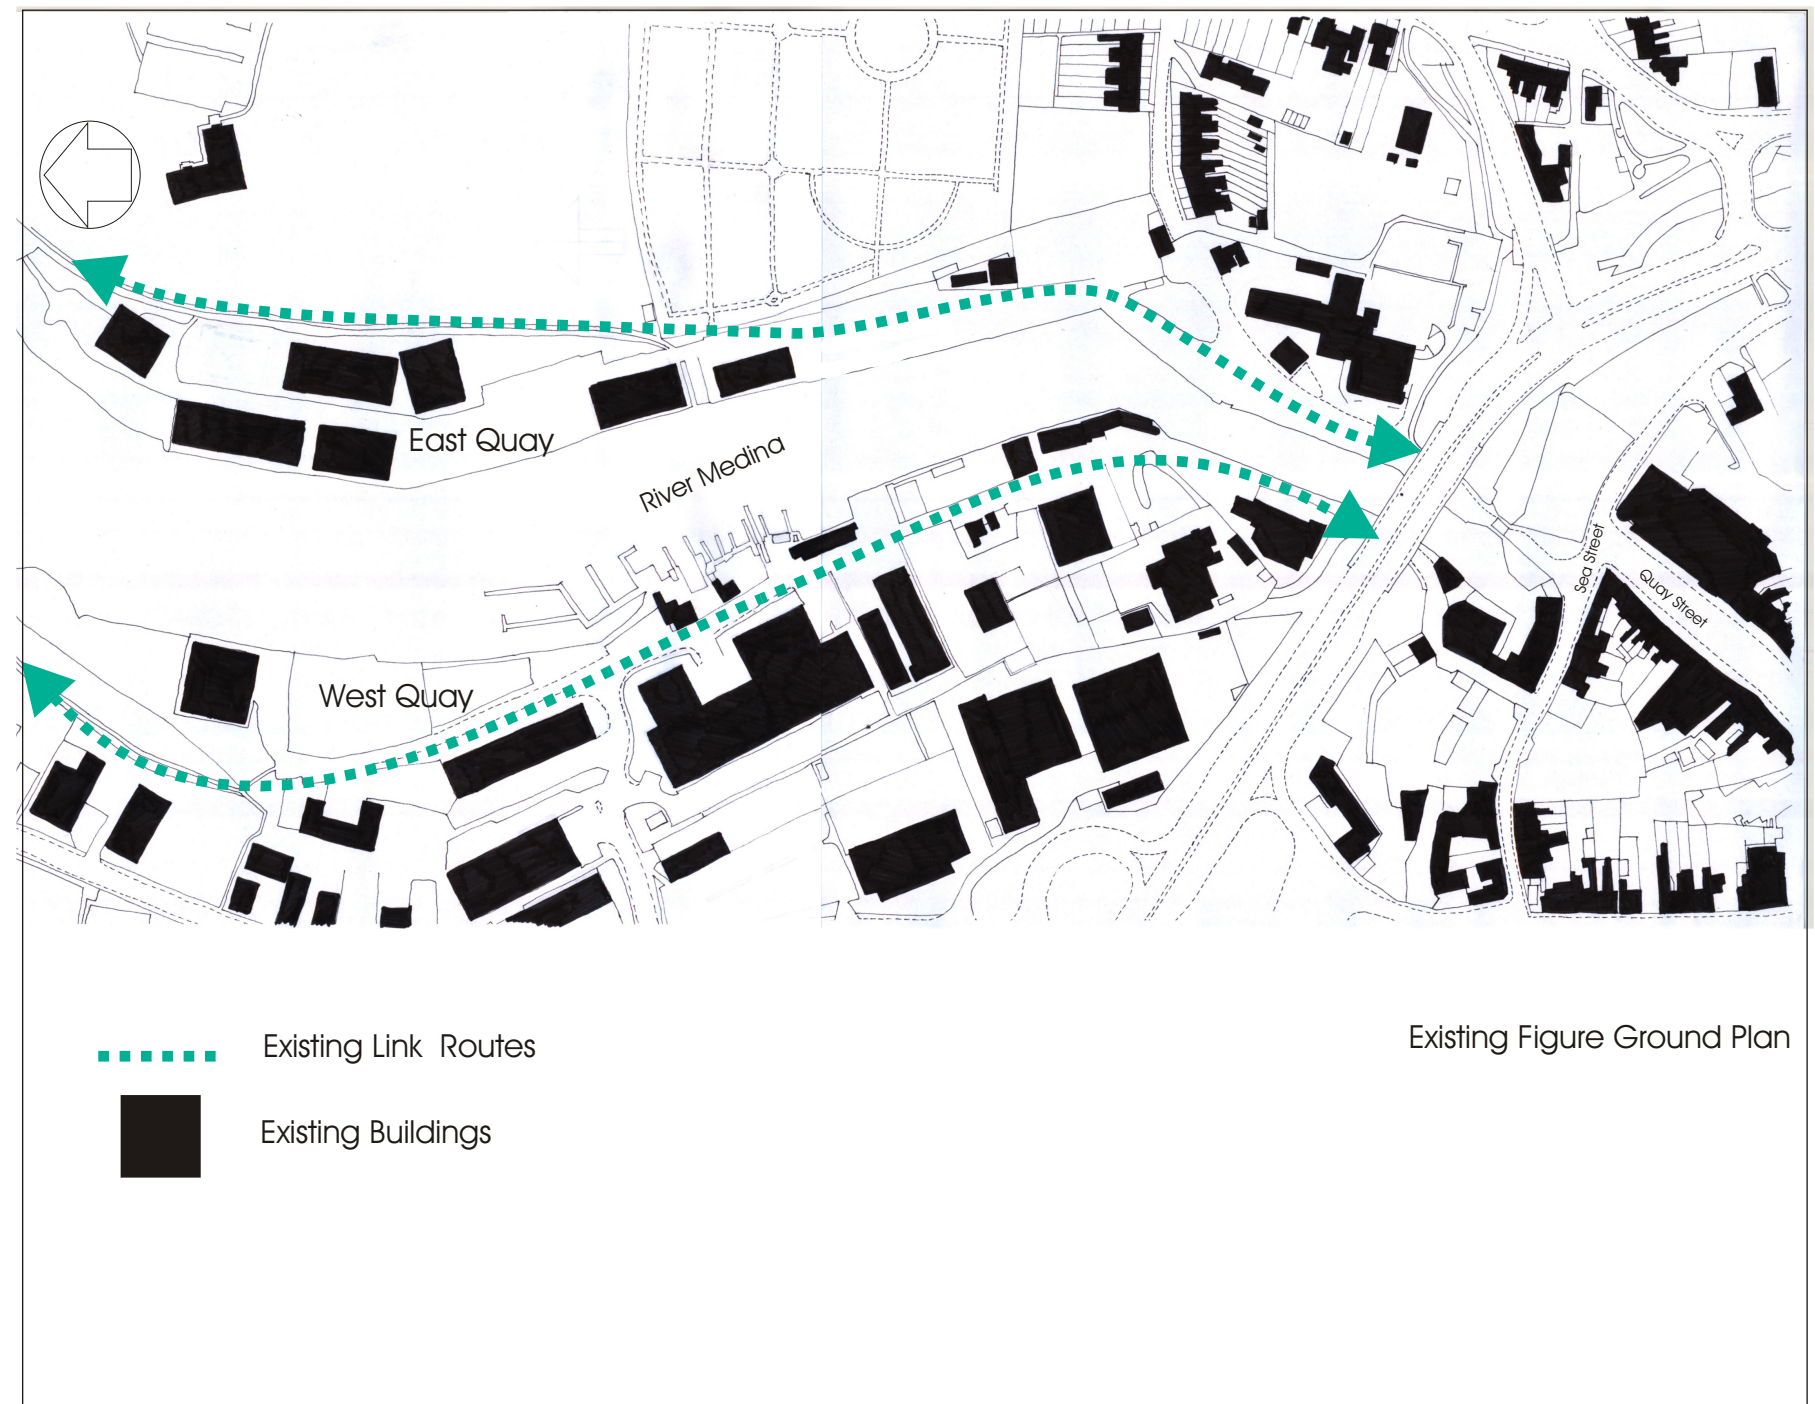 East Quay
River Medina
West Quay
Sea Street
Quay Street
Existing Link Routes
Existing Figure Ground Plan
Existing Buildings